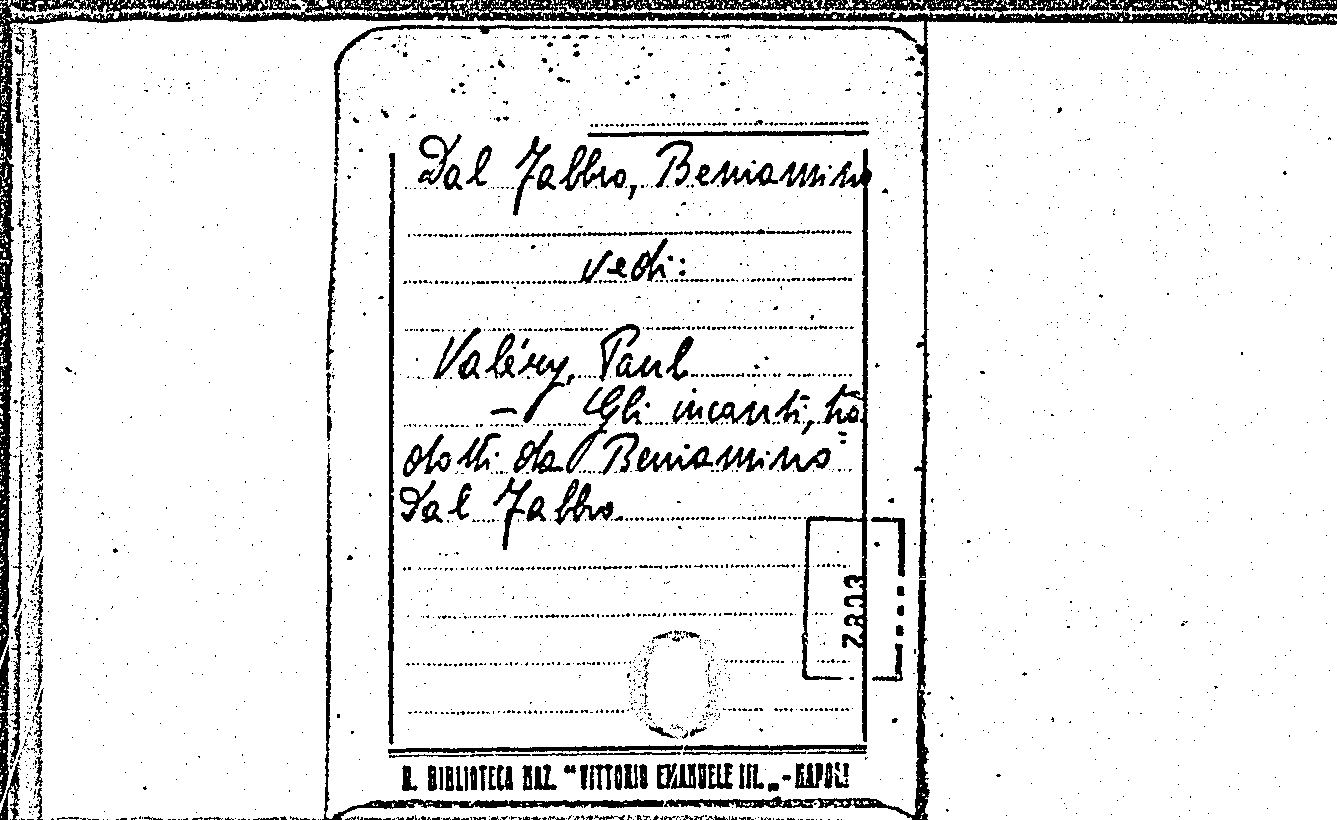 Dal Fabbro, Beniamino
vedi:
Valéry, Paul
— Gli incanti, tra
dotti da Beniamino
Dal Fabbro.
R. BIBLIOTECA NAZ. "VITTORIO EMANUELE III.„ - NAPOLI